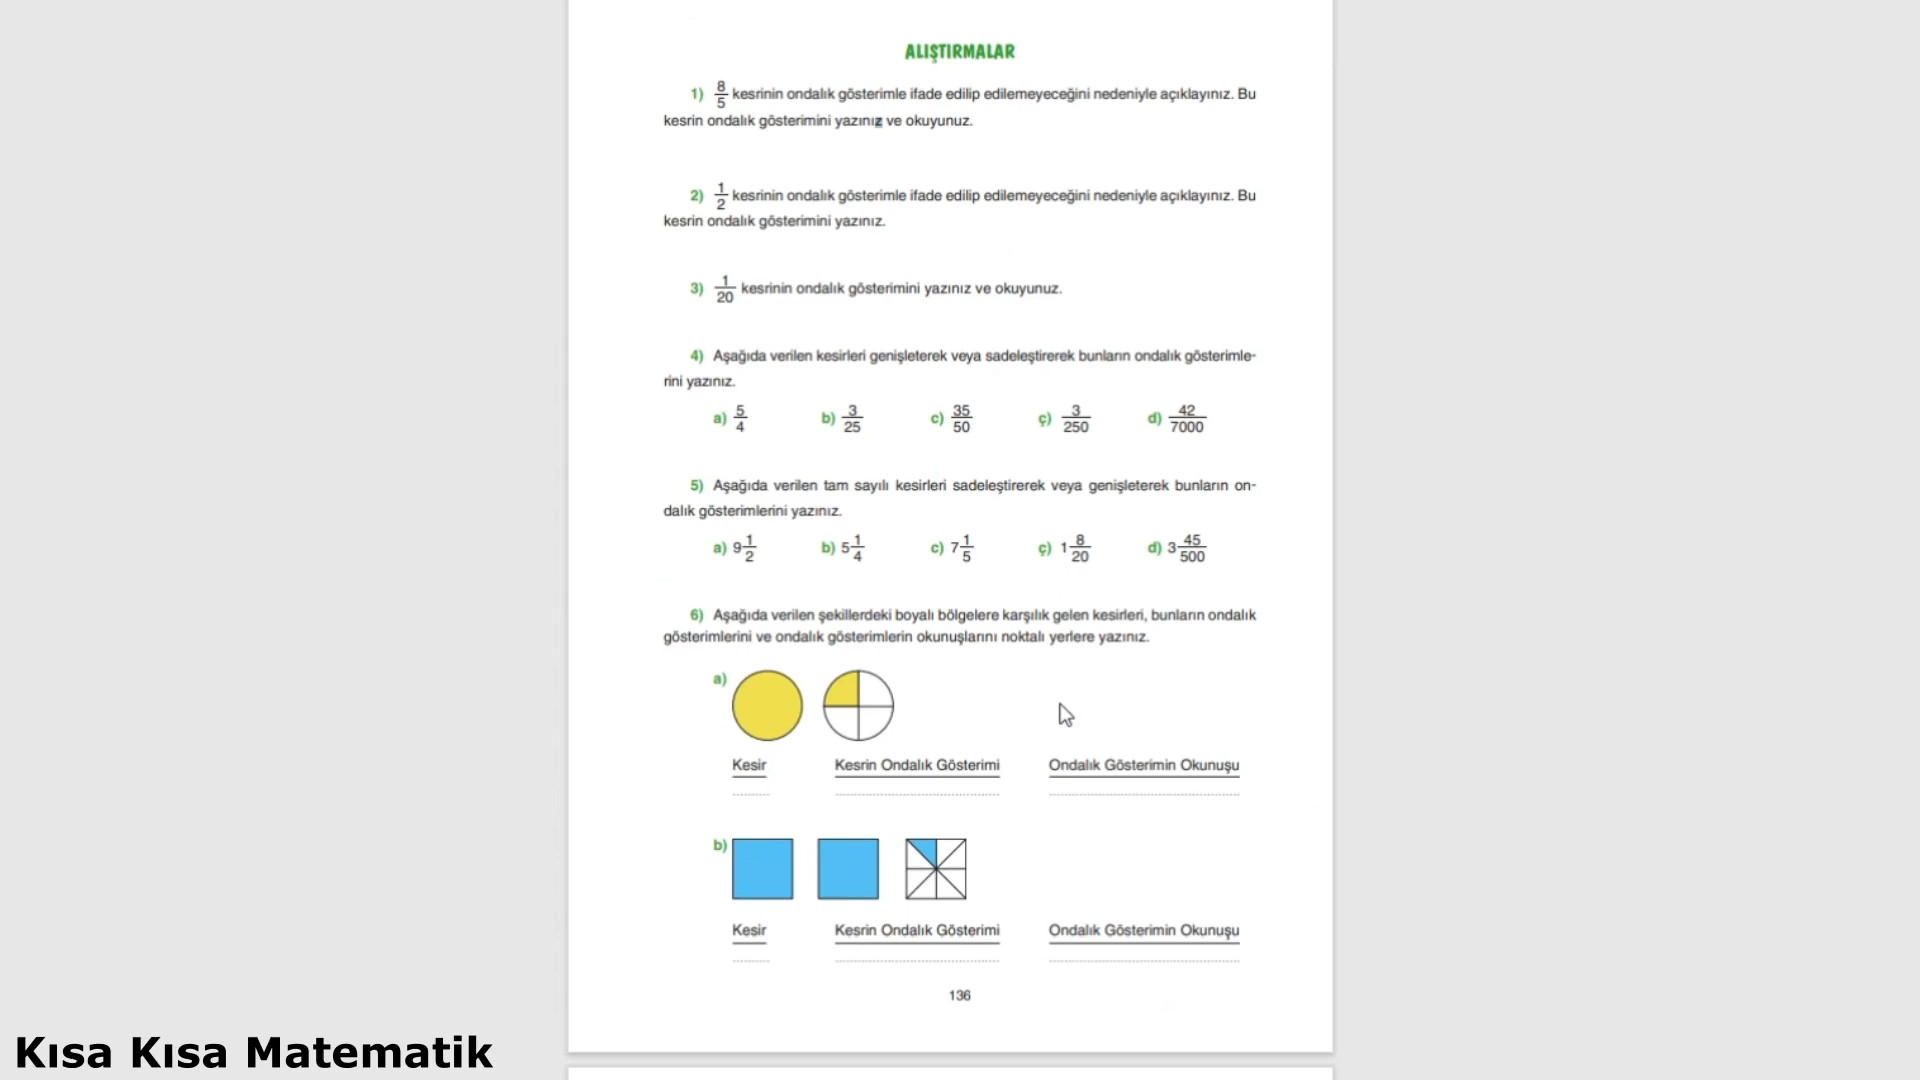 ALIŞTIRMALAR
1) 8/5 kesrinin ondalık gösterimle ifade edilip edilemeyeceğini nedeniyle açıklayınız. Bu
kesrin ondalık gösterimini yazınız ve okuyunuz.
2) 1/2 kesrinin ondalık gösterimle ifade edilip edilemeyeceğini nedeniyle açıklayınız. Bu
kesrin ondalık gösterimini yazınız.
3) 1/20 kesrinin ondalık gösterimini yazınız ve okuyunuz.
4) Aşağıda verilen kesirleri genişleterek veya sadeleştirerek bunların ondalık gösterimle-
rini yazınız.
a) 5/4 b) 3/25 c) 35/50 ç) 3/250 d) 42/7000
5) Aşağıda verilen tam sayılı kesirleri sadeleştirerek veya genişleterek bunların on-
dalık gösterimlerini yazınız.
a) 9 1/2 b) 5 1/4 c) 7 1/5 ç) 1 8/20 d) 3 45/500
6) Aşağıda verilen şekillerdeki boyalı bölgelere karşılık gelen kesirleri, bunların ondalık
gösterimlerini ve ondalık gösterimlerin okunuşlarını noktalı yerlere yazınız.
a)
Kesir Kesrin Ondalık Gösterimi Ondalık Gösterimin Okunuşu
b)
Kesir Kesrin Ondalık Gösterimi Ondalık Gösterimin Okunuşu
136
Kısa Kısa Matematik